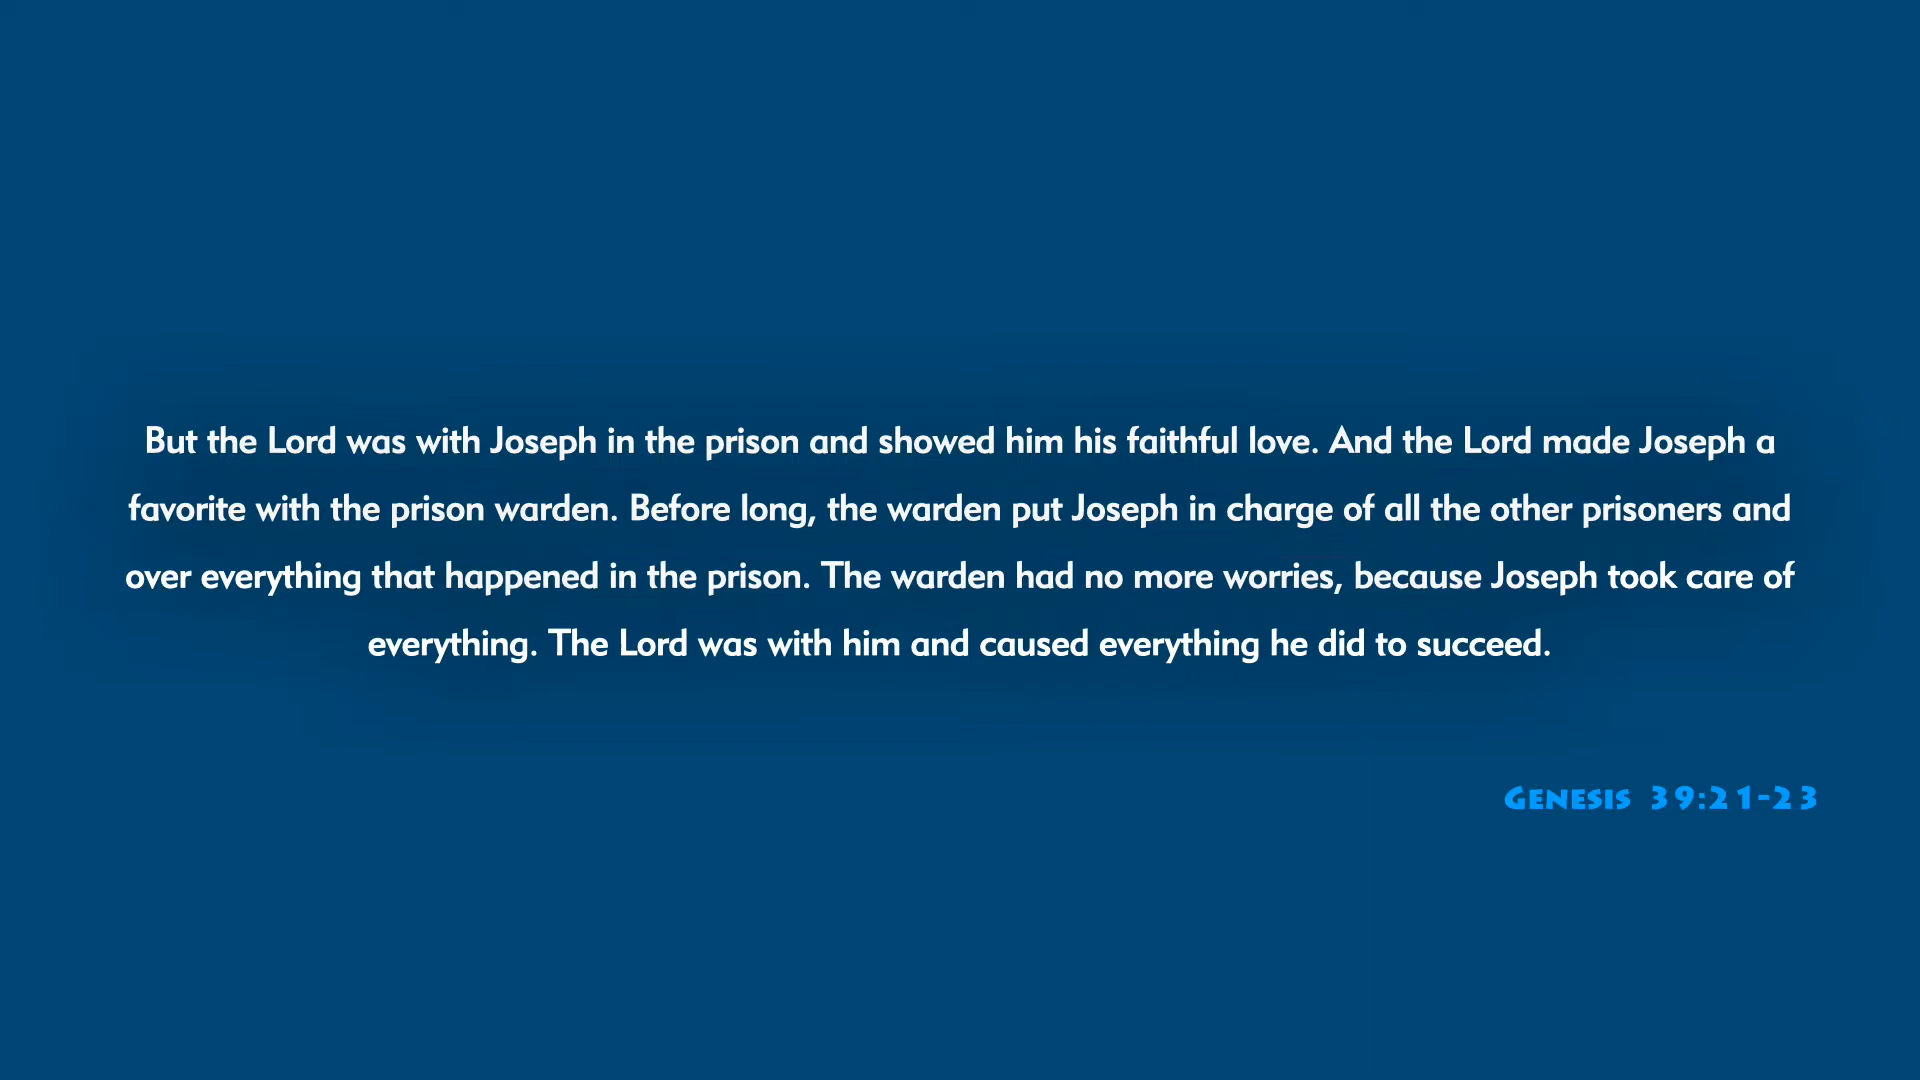 But the Lord was with Joseph in the prison and showed him his faithful love. And the Lord made Joseph a
favorite with the prison warden. Before long, the warden put Joseph in charge of all the other prisoners and
over everything that happened in the prison. The warden had no more worries, because Joseph took care of
everything. The Lord was with him and caused everything he did to succeed.
Genesis 39:21-23